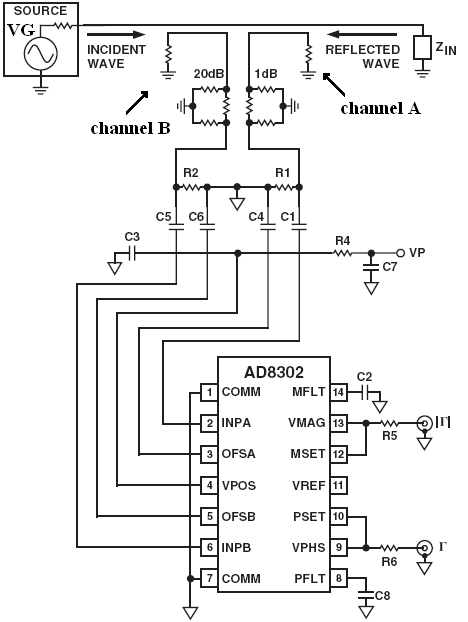 SOURCE
VG
INCIDENT
WAVE
REFLECTED
WAVE
ZIN
20dB
1dB
channel B
channel A
R2
R1
C5
C6
C4
C1
C3
R4
VP
C7
AD8302
1
COMM
MFLT
14
C2
2
INPA
VMAG
13
R5
|Γ|
3
OFSA
MSET
12
4
VPOS
VREF
11
5
OFSB
PSET
10
6
INPB
VPHS
9
R6
Γ
7
COMM
PFLT
8
C8